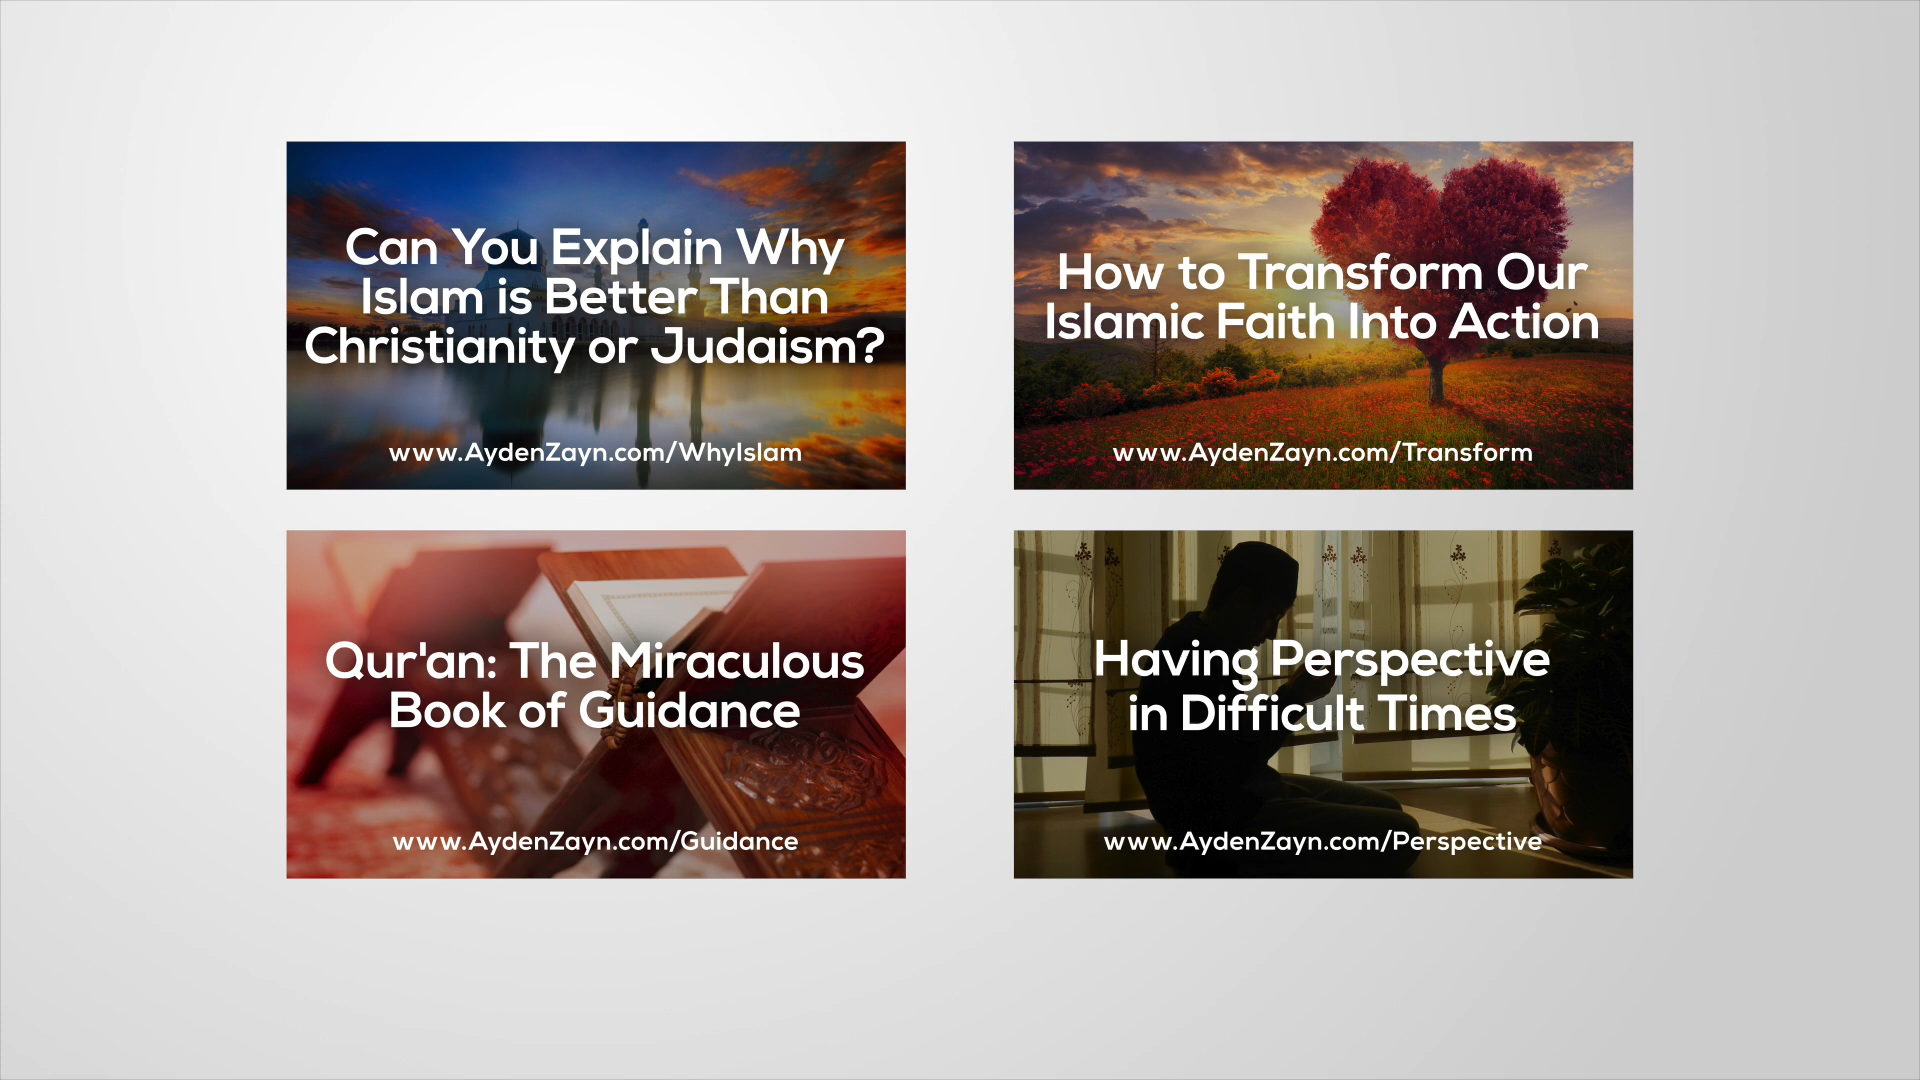 Can You Explain Why
Islam is Better Than
Christianity or Judaism?
www.AydenZayn.com/WhyIslam
How to Transform Our
Islamic Faith Into Action
www.AydenZayn.com/Transform
Qur'an: The Miraculous
Book of Guidance
www.AydenZayn.com/Guidance
Having Perspective
in Difficult Times
www.AydenZayn.com/Perspective